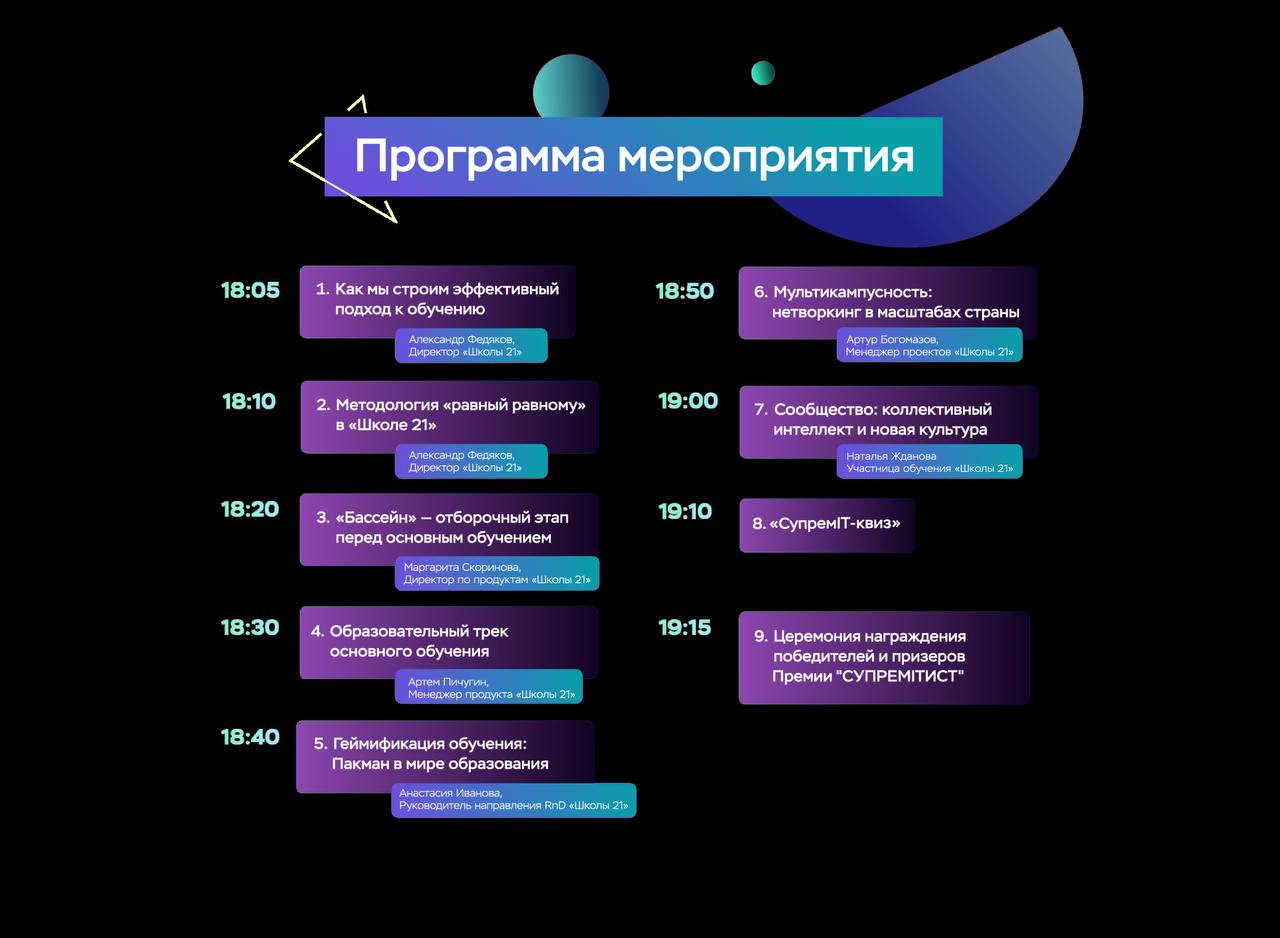 Программа мероприятия
18:05
1. Как мы строим эффективный
подход к обучению
Александр Федяков,
Директор «Школы 21»
18:10
2. Методология «равный равному»
в «Школе 21»
Александр Федяков,
Директор «Школы 21»
18:20
3. «Бассейн» — отборочный этап
перед основным обучением
Маргарита Скоринова,
Директор по продуктам «Школы 21»
18:30
4. Образовательный трек
основного обучения
Артем Пичугин,
Менеджер продукта «Школы 21»
18:40
5. Геймификация обучения:
Пакман в мире образования
Анастасия Иванова,
Руководитель направления RnD «Школы 21»
18:50
6. Мультикампусность:
нетворкинг в масштабах страны
Артур Богомазов,
Менеджер проектов «Школы 21»
19:00
7. Сообщество: коллективный
интеллект и новая культура
Наталья Жданова
Участница обучения «Школы 21»
19:10
8. «СупремIT-квиз»
19:15
9. Церемония награждения
победителей и призеров
Премии "СУПРЕМIТИСТ"